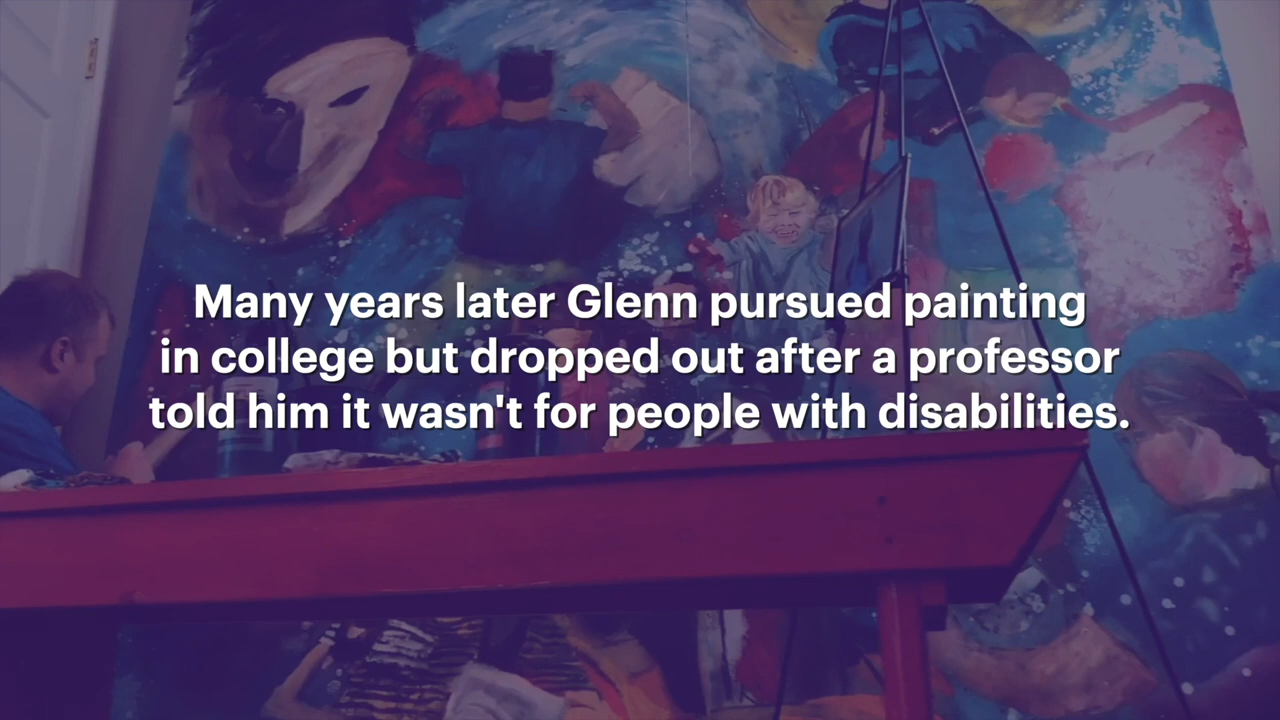 Many years later Glenn pursued painting
in college but dropped out after a professor
told him it wasn't for people with disabilities.